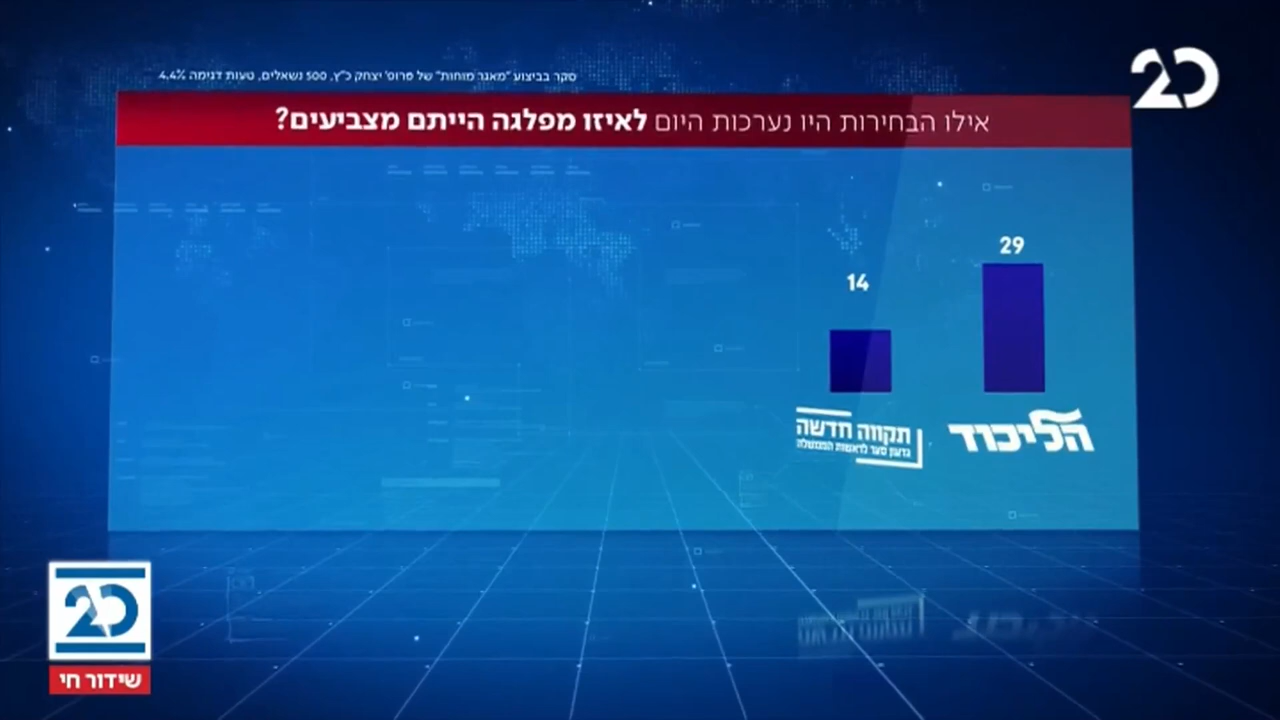 סקר בביצוע "מאגר מוחות" של פרופ' יצחק כ"ץ, 500 נשאלים, טעות דגימה 4.4%
20
אילו הבחירות היו נערכות היום לאיזו מפלגה הייתם מצביעים?
29
14
הליכוד
תקווה חדשה
גדעון סער לראשות הממשלה
20
שידור חי